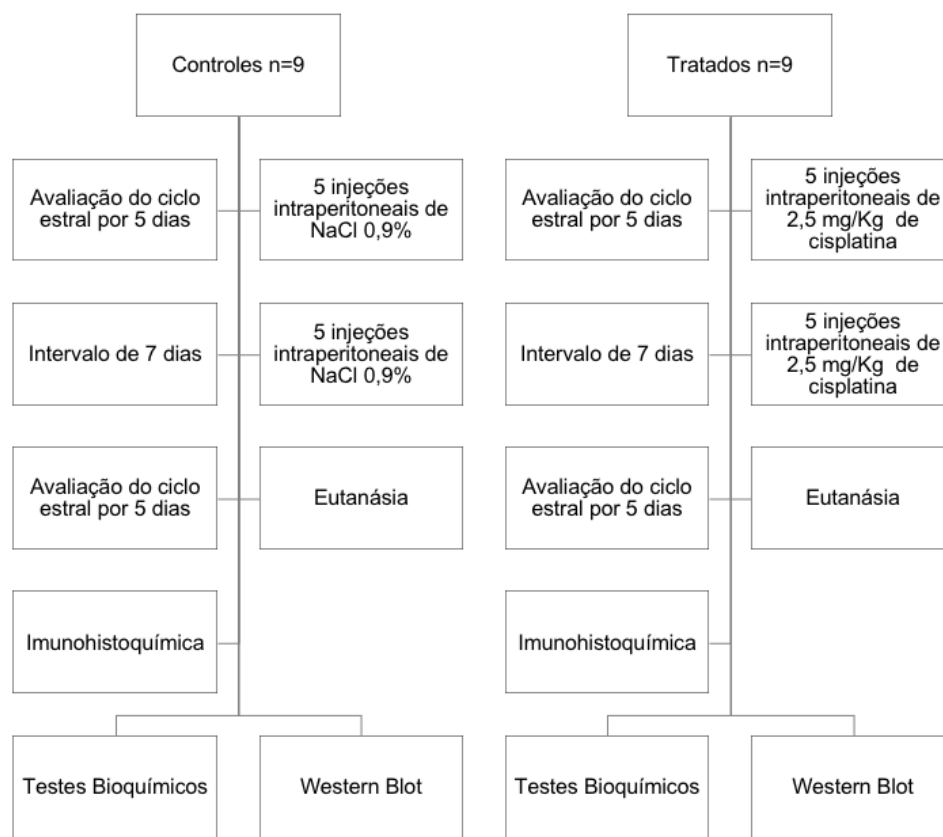 Controles n=9
Tratados n=9
Avaliação do ciclo
estral por 5 dias
5 injeções
intraperitoneais de
NaCl 0,9%
Avaliação do ciclo
estral por 5 dias
5 injeções
intraperitoneais de
2,5 mg/Kg de
cisplatina
Intervalo de 7 dias
5 injeções
intraperitoneais de
NaCl 0,9%
Intervalo de 7 dias
5 injeções
intraperitoneais de
2,5 mg/Kg de
cisplatina
Avaliação do ciclo
estral por 5 dias
Eutanásia
Avaliação do ciclo
estral por 5 dias
Eutanásia
Imunohistoquímica
Imunohistoquímica
Testes Bioquímicos
Western Blot
Testes Bioquímicos
Western Blot